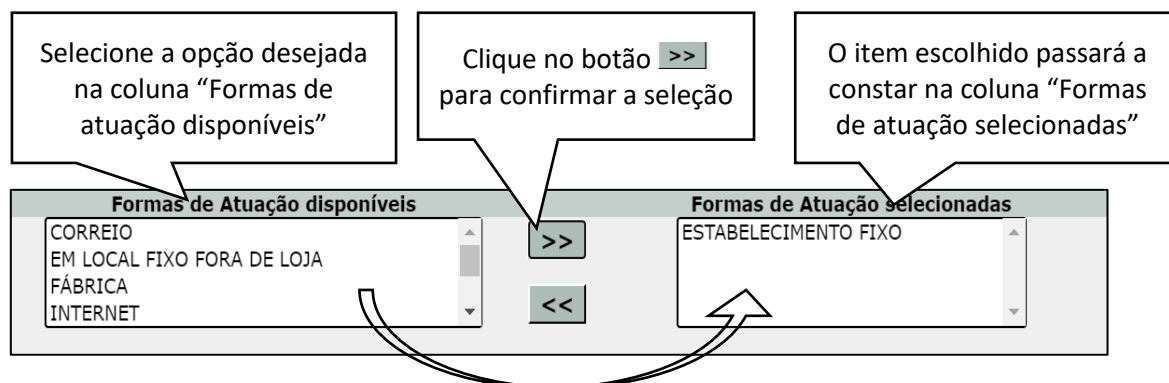 Selecione a opção desejada
na coluna “Formas de
atuação disponíveis”
Clique no botão >>
para confirmar a seleção
O item escolhido passará a
constar na coluna “Formas
de atuação selecionadas”
Formas de Atuação disponíveis
CORREIO
EM LOCAL FIXO FORA DE LOJA
FÁBRICA
INTERNET
>>
<<
Formas de Atuação selecionadas
ESTABELECIMENTO FIXO